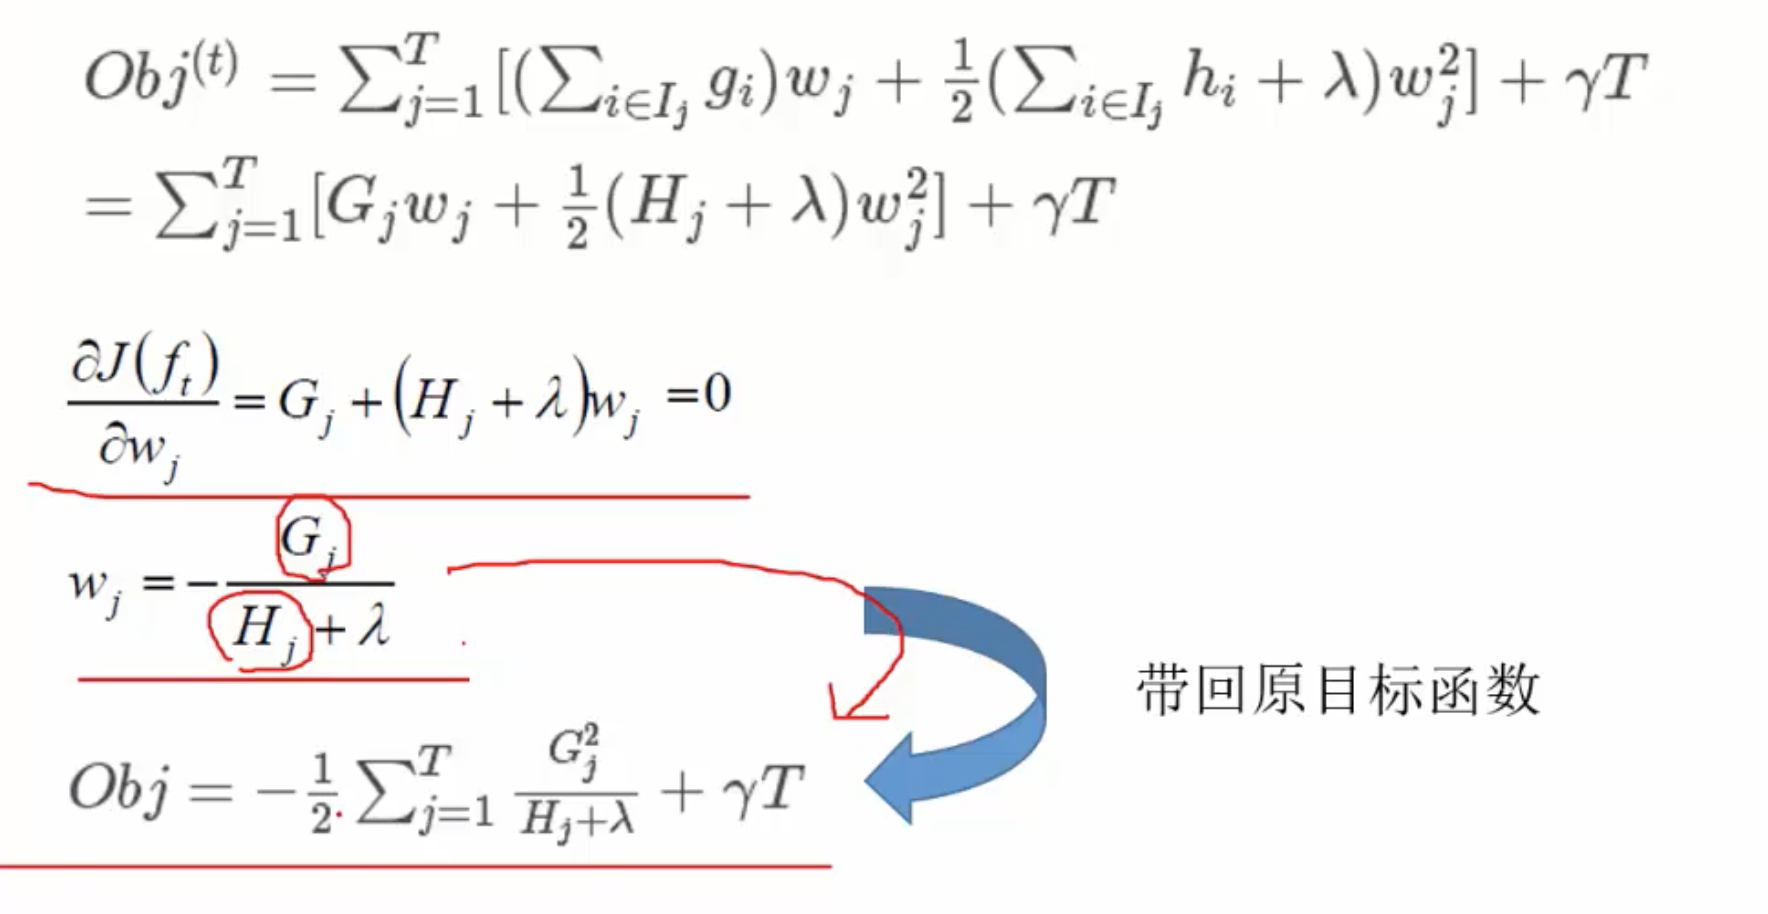 Obj^{(t)} = \sum_{j=1}^{T} [(\sum_{i \in I_j} g_i) w_j + \frac{1}{2} (\sum_{i \in I_j} h_i + \lambda) w_j^2] + \gamma T
= \sum_{j=1}^{T} [G_j w_j + \frac{1}{2} (H_j + \lambda) w_j^2] + \gamma T
\frac{\partial J(f_t)}{\partial w_j} = G_j + (H_j + \lambda) w_j = 0
w_j = -\frac{G_j}{H_j + \lambda}
带回原目标函数
Obj = -\frac{1}{2} \sum_{j=1}^{T} \frac{G_j^2}{H_j + \lambda} + \gamma T